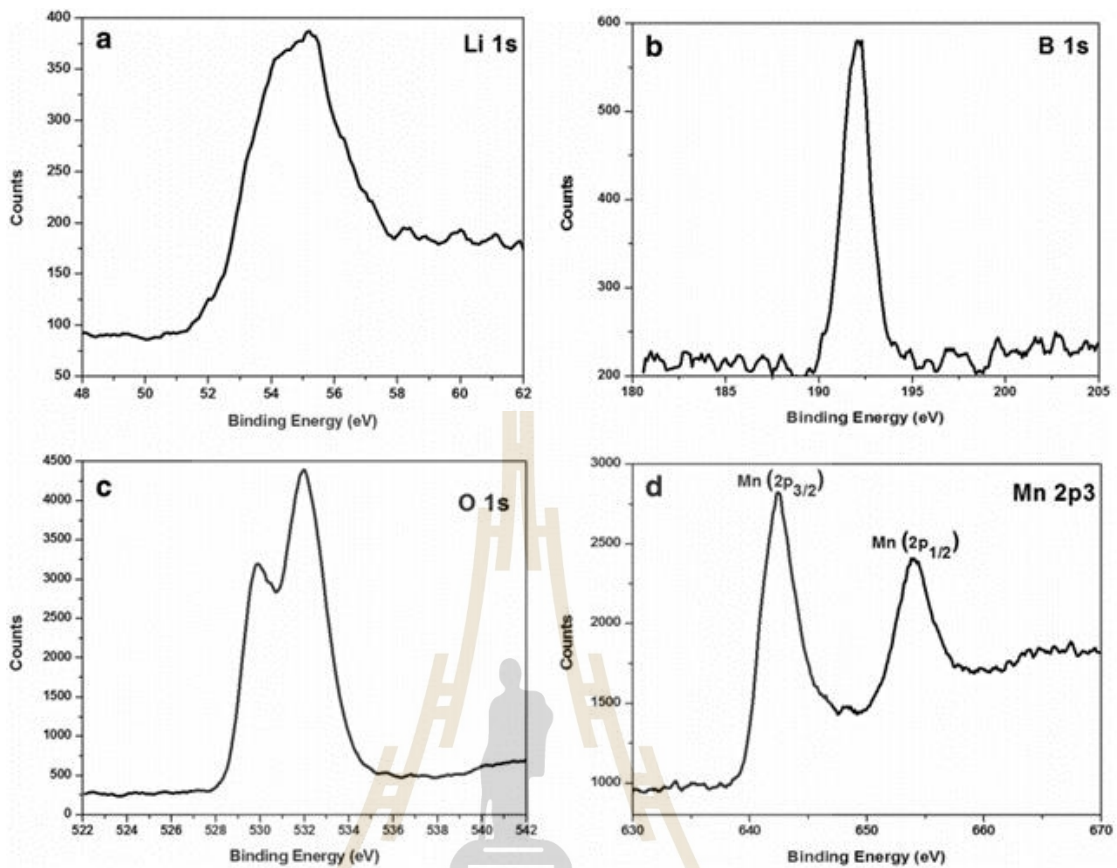 a
Li 1s
400
350
300
250
200
150
100
50
48 50 52 54 56 58 60 62
Counts
Binding Energy (eV)
b
B 1s
600
500
400
300
200
180 185 190 195 200 205
Counts
Binding Energy (eV)
c
O 1s
4500
4000
3500
3000
2500
2000
1500
1000
500
0
522 524 526 528 530 532 534 536 538 540 542
Counts
Binding Energy (eV)
d
Mn (2p3/2)
Mn 2p3
Mn (2p1/2)
3000
2500
2000
1500
1000
630 640 650 660 670
Counts
Binding Energy (eV)